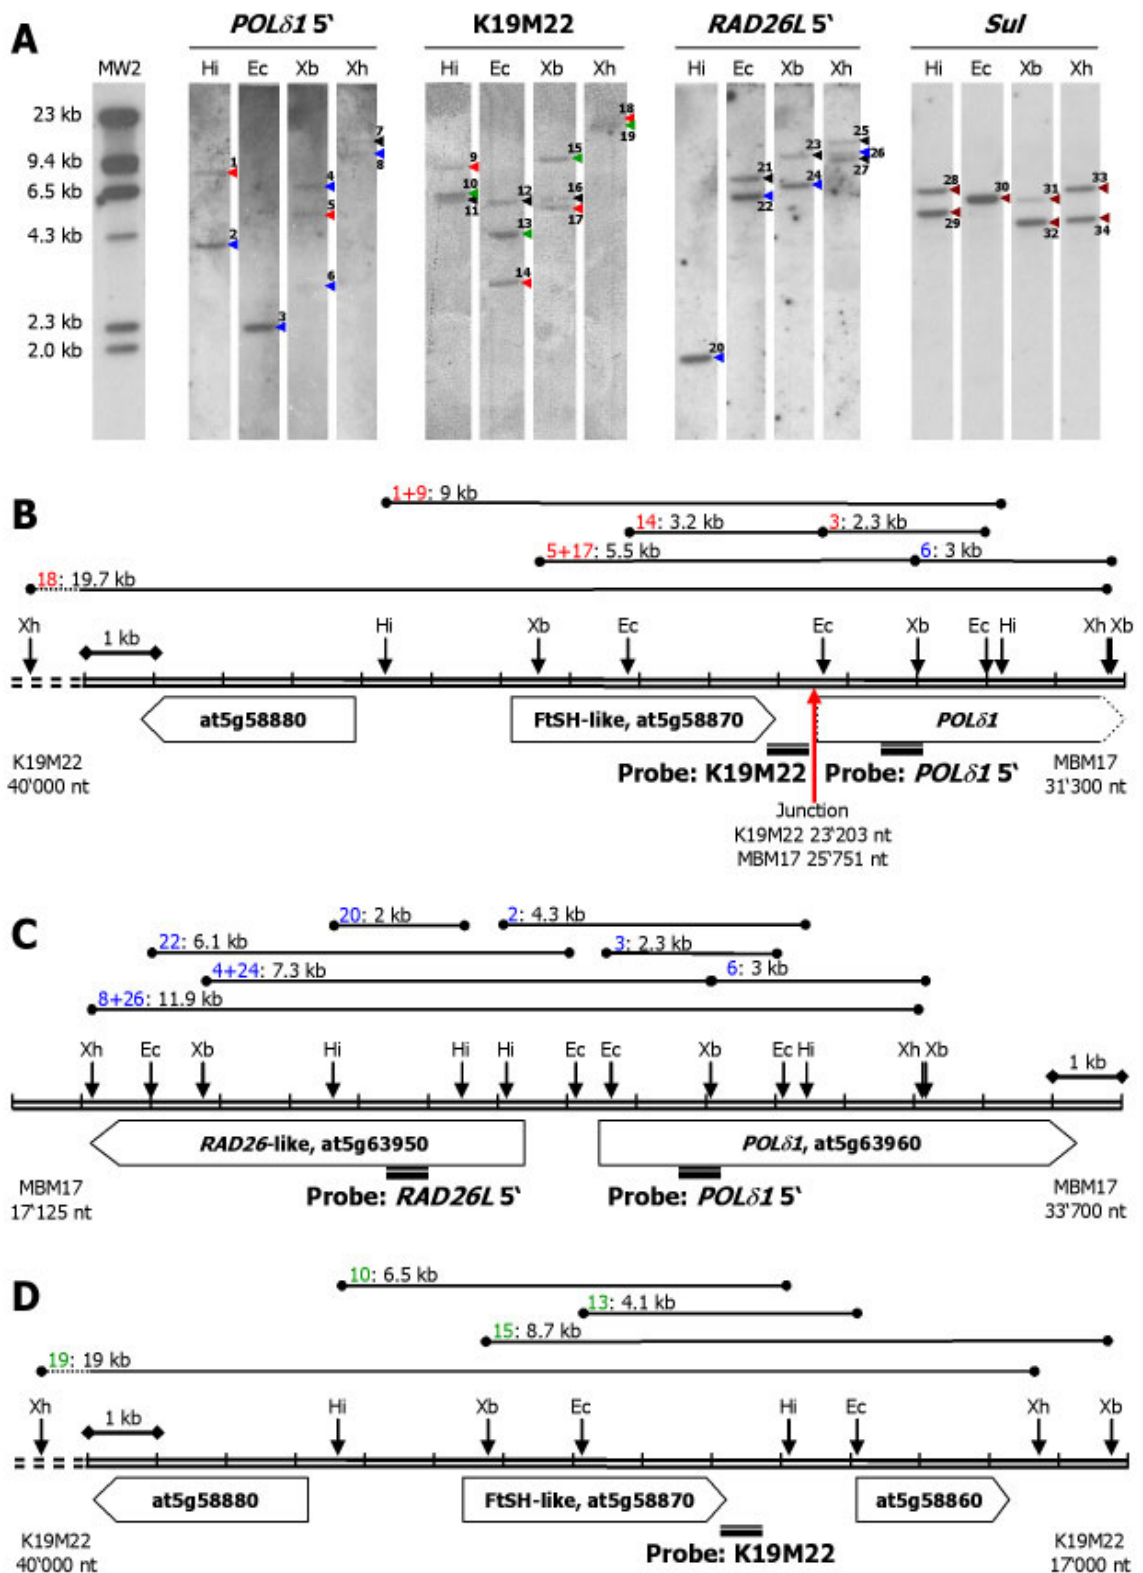 A
POLδ1 5‘
K19M22
RAD26L 5‘
Sul
MW2
Hi Ec Xb Xh
Hi Ec Xb Xh
Hi Ec Xb Xh
Hi Ec Xb Xh
23 kb
9.4 kb
6.5 kb
4.3 kb
2.3 kb
2.0 kb
1
2
3
4
5
6
7
8
9
10
11
12
13
14
15
16
17
18
19
20
21
22
23
24
25
26
27
28
29
30
31
32
33
34
B
1+9: 9 kb
14: 3.2 kb
3: 2.3 kb
5+17: 5.5 kb
6: 3 kb
18: 19.7 kb
Xh Hi Xb Ec Ec Xb Ec Hi Xh Xb
1 kb
at5g58880
FtSH-like, at5g58870
POLδ1
K19M22
40‘000 nt
Probe: K19M22
Probe: POLδ1 5‘
MBM17
31‘300 nt
Junction
K19M22 23‘203 nt
MBM17 25‘751 nt
C
20: 2 kb
2: 4.3 kb
22: 6.1 kb
3: 2.3 kb
4+24: 7.3 kb
6: 3 kb
8+26: 11.9 kb
Xh Ec Xb Hi Hi Hi Ec Ec Xb Ec Hi Xh Xb
1 kb
RAD26-like, at5g63950
POLδ1, at5g63960
MBM17
17‘125 nt
Probe: RAD26L 5‘
Probe: POLδ1 5‘
MBM17
33‘700 nt
D
10: 6.5 kb
13: 4.1 kb
15: 8.7 kb
19: 19 kb
Xh Hi Xb Ec Hi Ec Xh Xb
1 kb
at5g58880
FtSH-like, at5g58870
at5g58860
K19M22
40‘000 nt
Probe: K19M22
K19M22
17‘000 nt